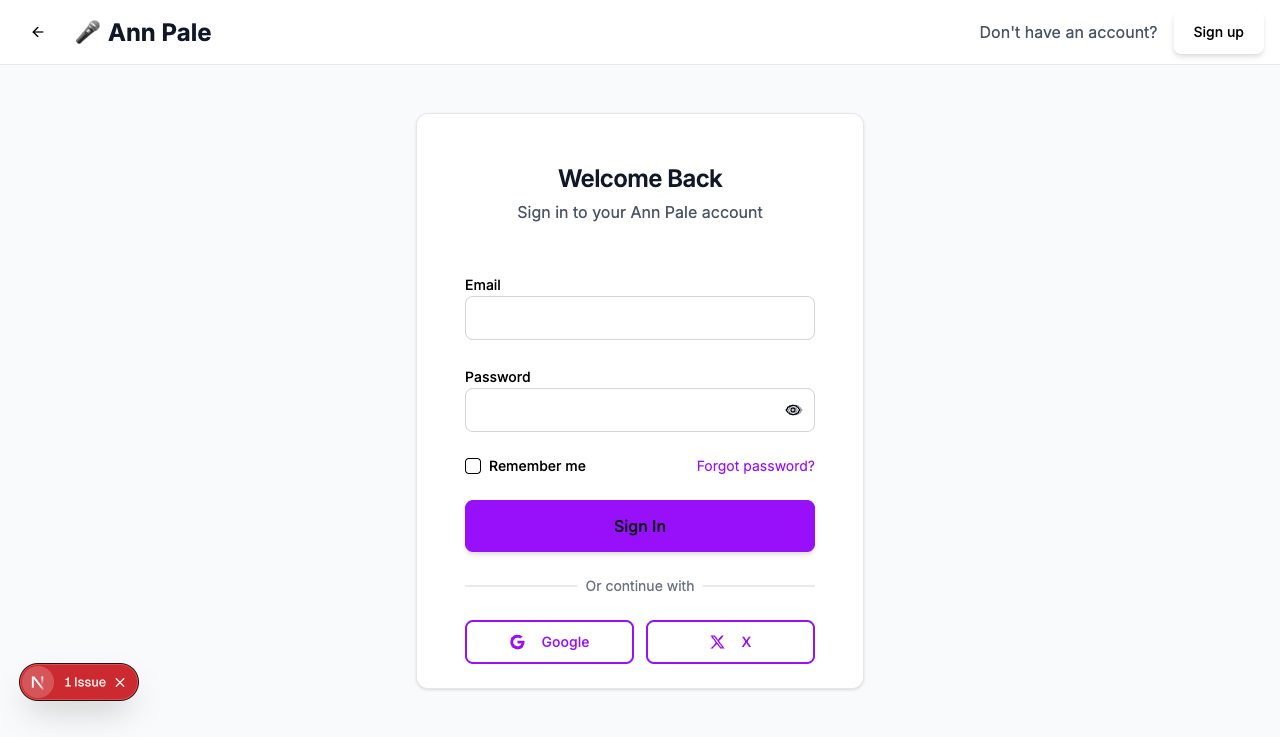 Ann Pale
Don't have an account?
Sign up
Welcome Back
Sign in to your Ann Pale account
Email
Password
Remember me
Forgot password?
Sign In
Or continue with
Google
X
N
1 Issue